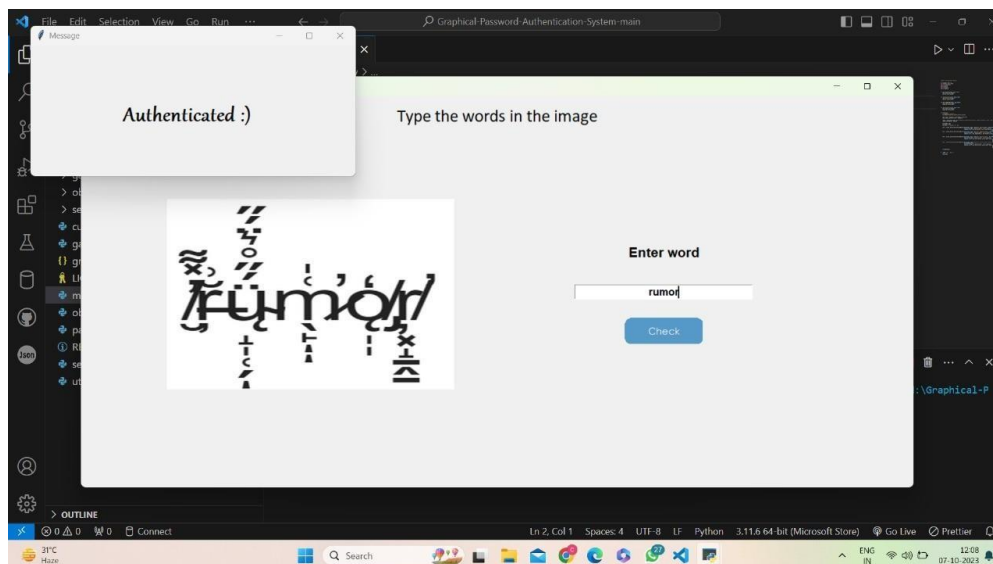 File Edit Selection View Go Run ··· Graphical-Password-Authentication-System-main
Message
Authenticated :)
Type the words in the image
rumor
Enter word
rumor
Check
OUTLINE
:\Graphical-P
0 0 0 Connect Ln 2, Col 1 Spaces: 4 UTF-8 LF Python 3.11.6 64-bit (Microsoft Store) Go Live Prettier
31°C
Haze
Search
ENG
IN
12:08
07-10-2023
Json